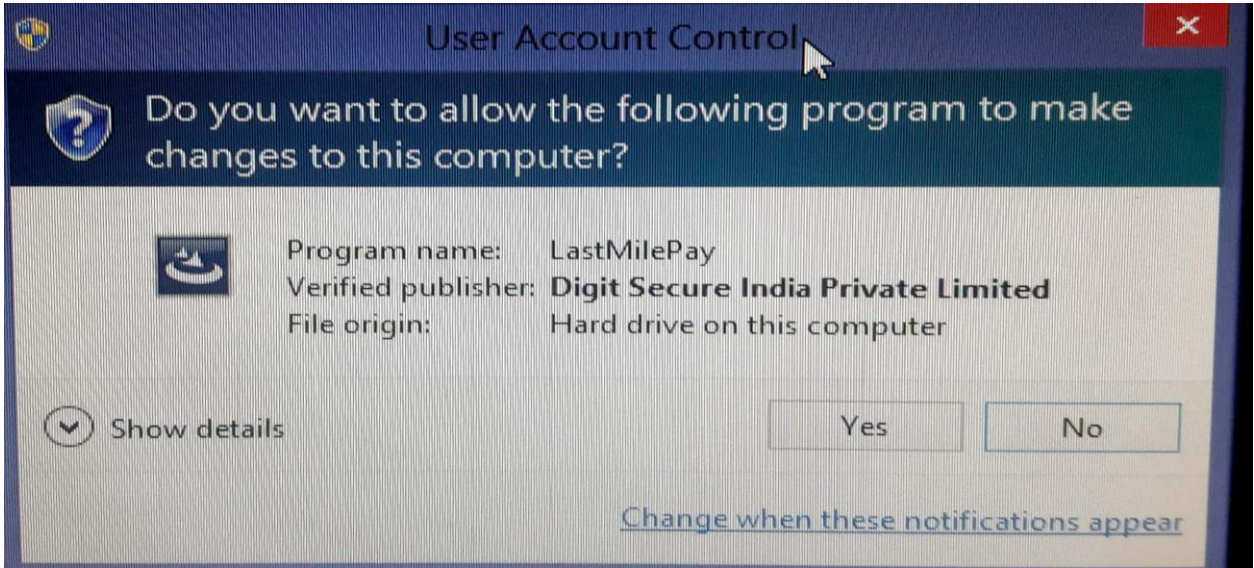 User Account Control
Do you want to allow the following program to make
changes to this computer?
Program name: LastMilePay
Verified publisher: Digit Secure India Private Limited
File origin: Hard drive on this computer
Show details
Yes
No
Change when these notifications appear